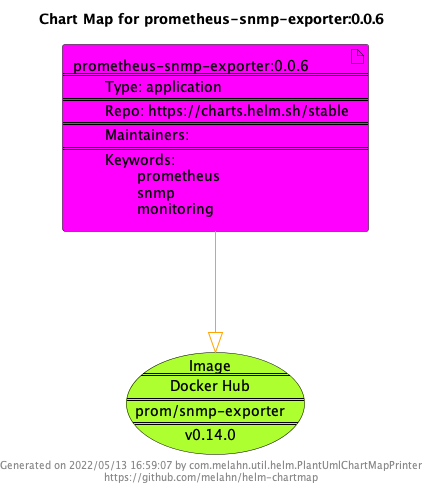 Chart Map for prometheus-snmp-exporter:0.0.6
prometheus-snmp-exporter:0.0.6
Type: application
Repo: https://charts.helm.sh/stable
Maintainers:
Keywords:
prometheus
snmp
monitoring
Image
Docker Hub
prom/snmp-exporter
v0.14.0
Generated on 2022/05/13 16:59:07 by com.melahn.util.helm.PlantUmlChartMapPrinter
https://github.com/melahn/helm-chartmap